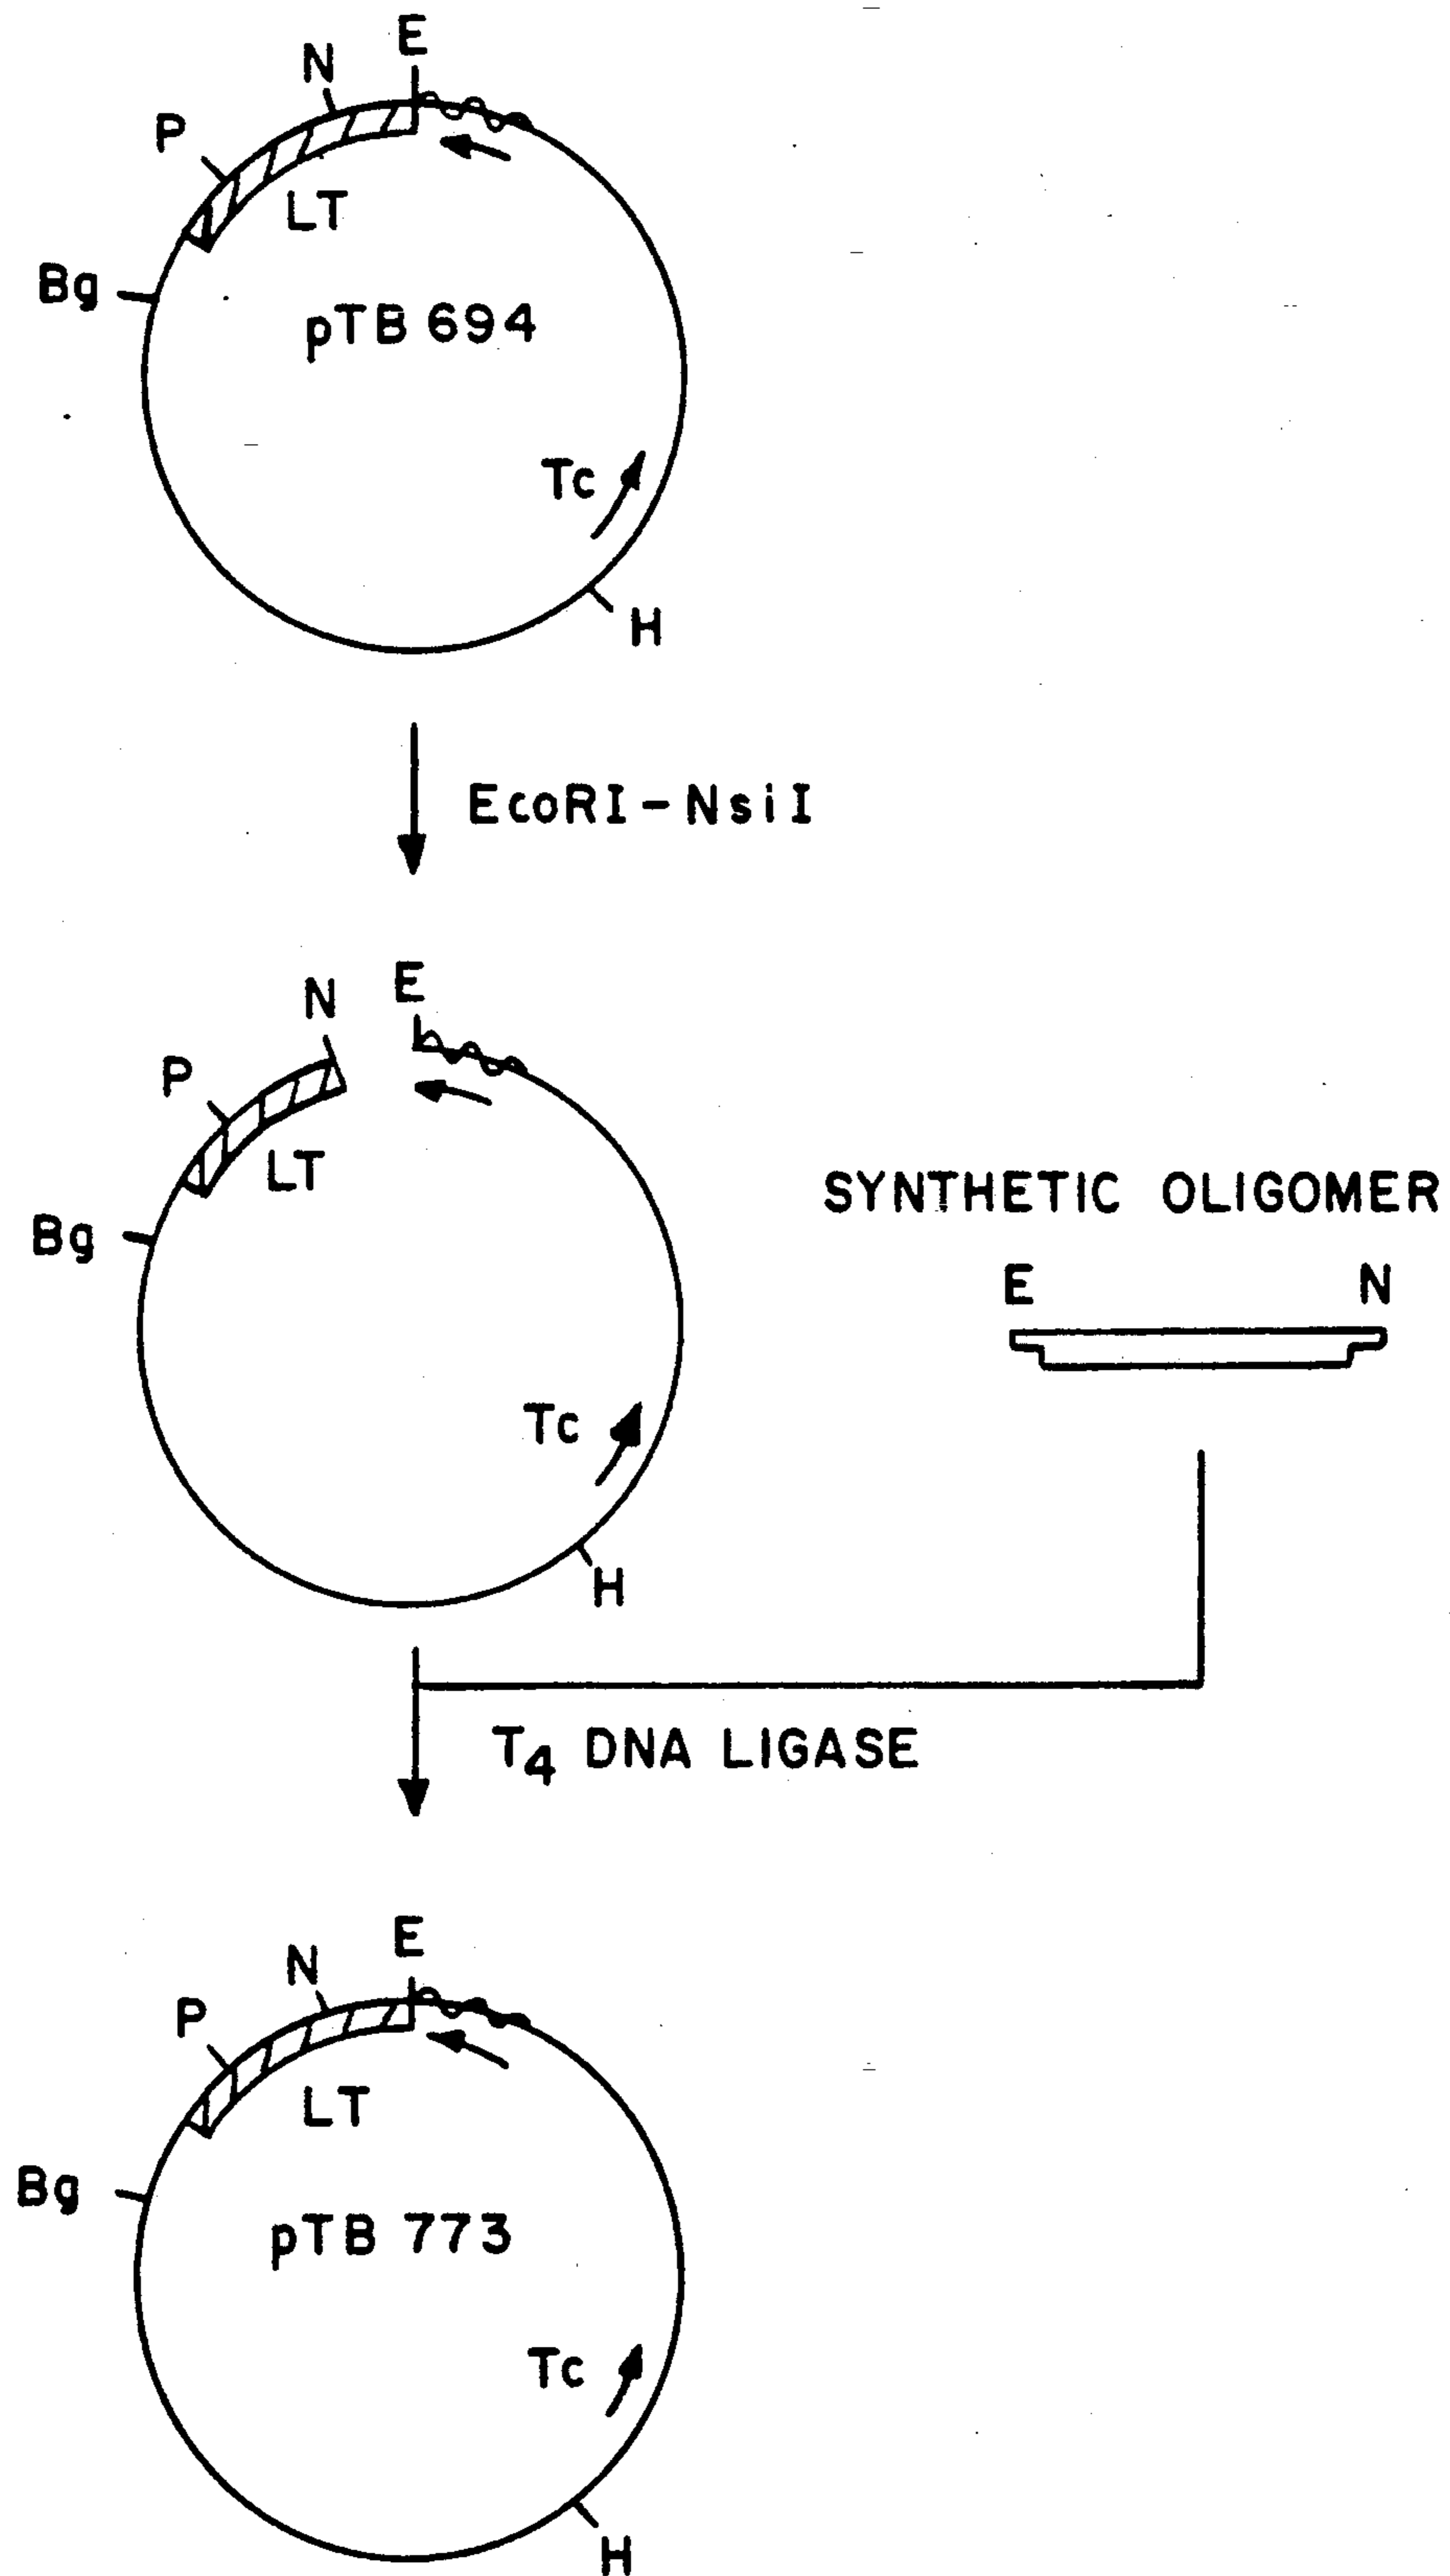 E
N
P
LT
Bg
pTB 694
Tc
H
EcoRI-NsiI
E
N
P
LT
Bg
SYNTHETIC OLIGOMER
E N
Tc
H
T4 DNA LIGASE
E
N
P
LT
Bg
pTB 773
Tc
H